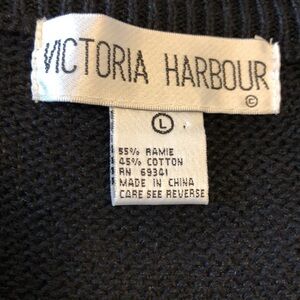 VICTORIA HARBOUR
©
L
55% RAMIE
45% COTTON
RN 69341
MADE IN CHINA
CARE SEE REVERSE